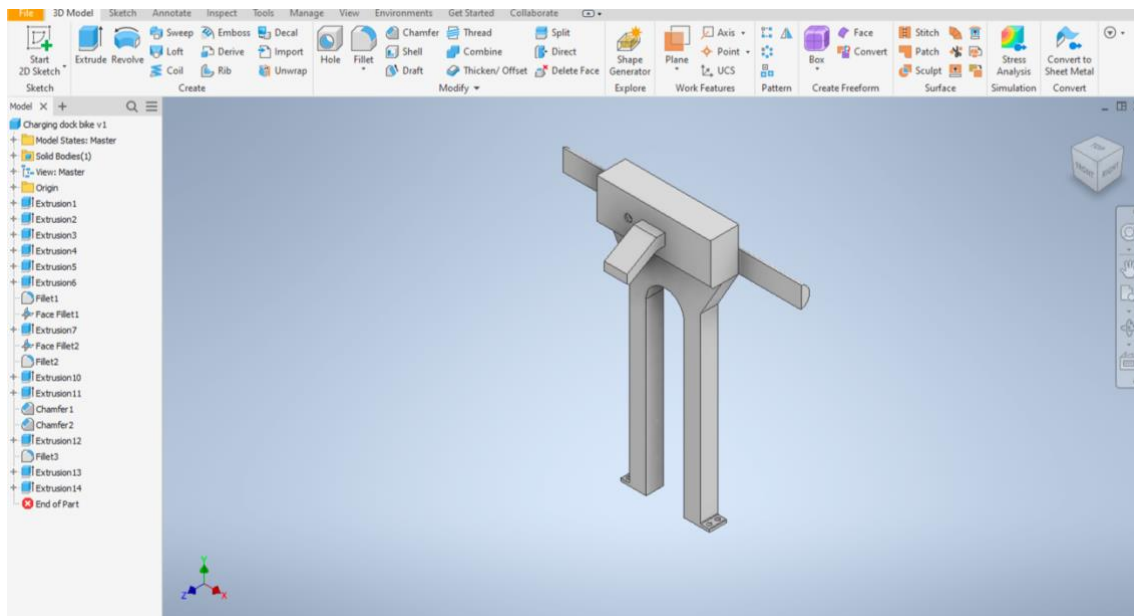 File 3D Model Sketch Annotate Inspect Tools Manage View Environments Get Started Collaborate
Start 2D Sketch
Sketch
Extrude Revolve
Sweep Emboss Decal
Loft Derive Import
Coil Rib Unwrap
Create
Hole Fillet
Chamfer Thread Split
Shell Combine Direct
Draft Thicken/ Offset Delete Face
Modify
Shape Generator
Explore
Plane
Axis
Point
UCS
Work Features
Pattern
Box
Face
Convert
Create Freeform
Stitch
Patch
Sculpt
Surface
Stress Analysis
Simulation
Convert to Sheet Metal
Convert
Model
Charging dock bike v1
Model States: Master
Solid Bodies(1)
View: Master
Origin
Extrusion1
Extrusion2
Extrusion3
Extrusion4
Extrusion5
Extrusion6
Fillet1
Face Fillet1
Extrusion7
Face Fillet2
Fillet2
Extrusion10
Extrusion11
Chamfer1
Chamfer2
Extrusion12
Fillet3
Extrusion13
Extrusion14
End of Part
TOP
FRONT RIGHT
Y
Z X